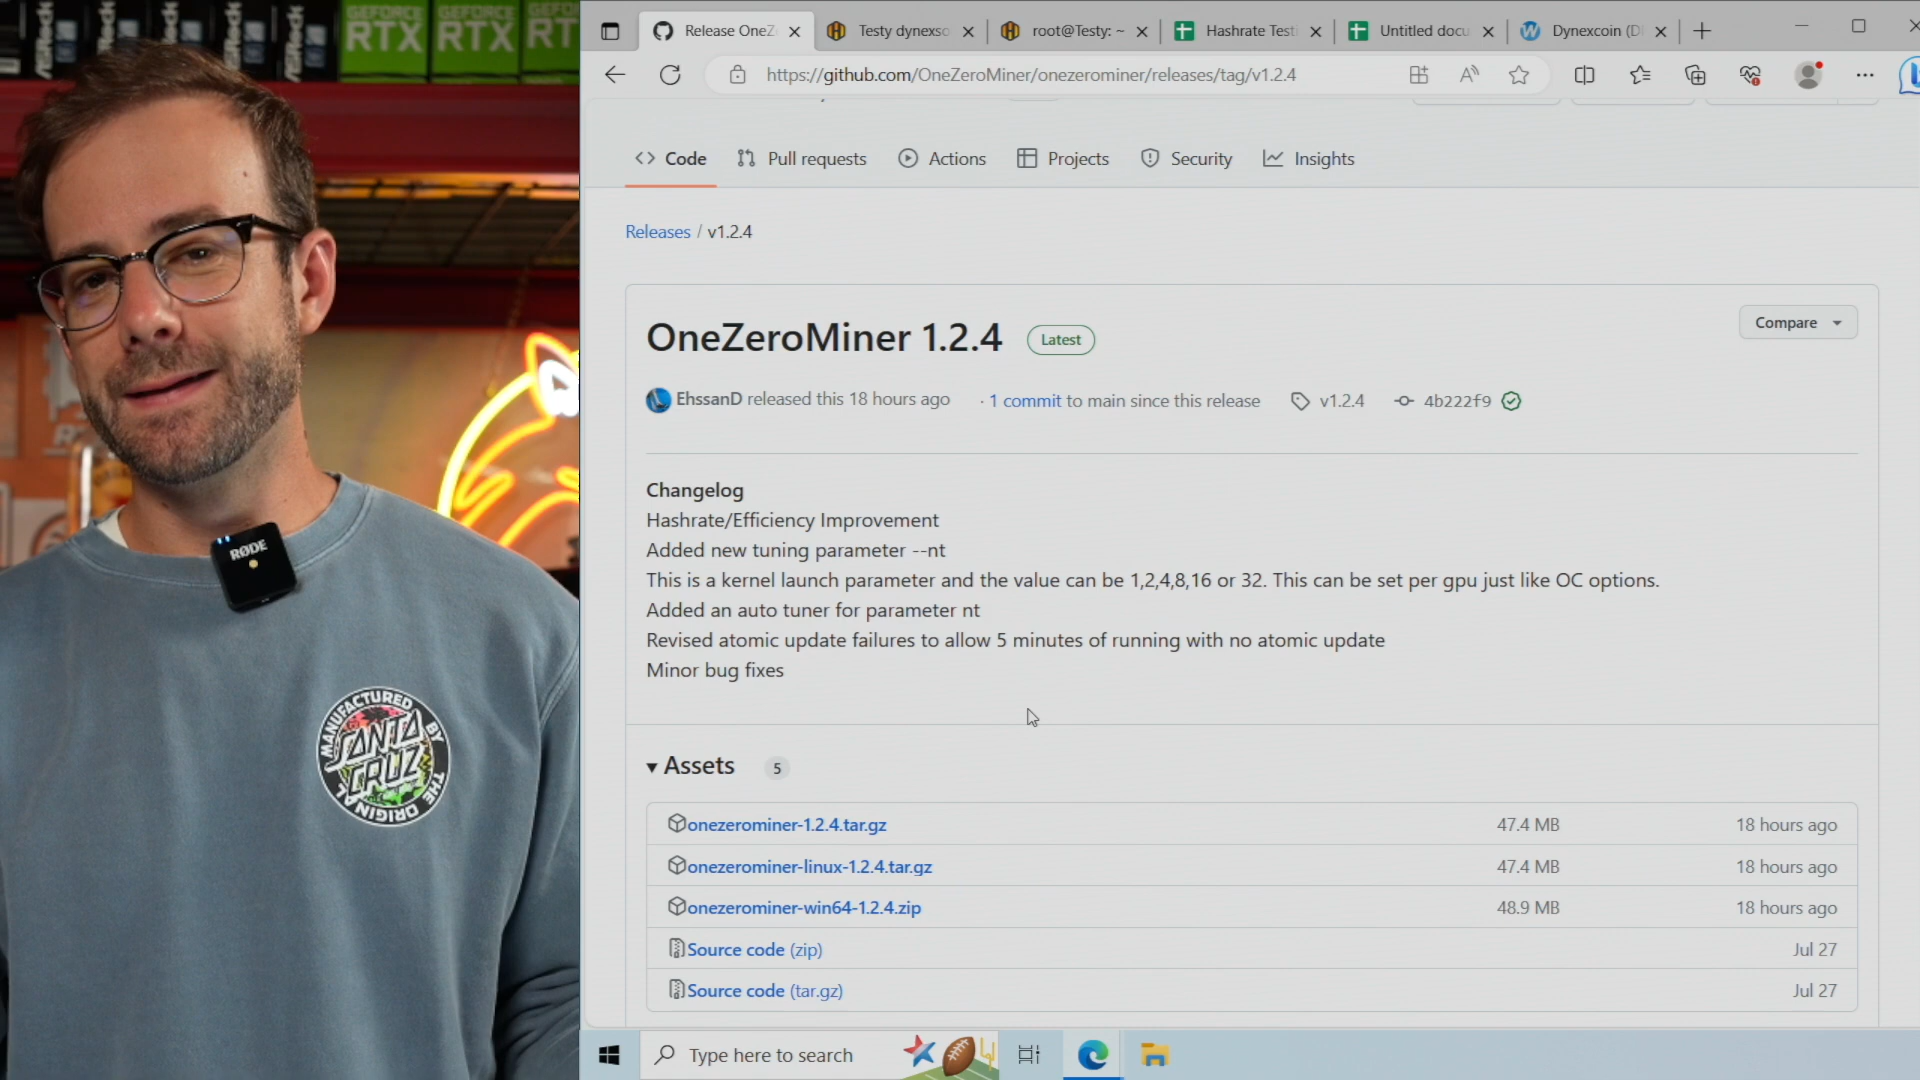 GEFORCE GEFORCE GEFORCE
RTX RTX RTX
ASRock ASRock
RØDE
MANUFACTURED BY
SANTA
CRUZ
THE ORIGINAL
Release OneZ
Testy dynexso
root@Testy: ~
Hashrate Testi
Untitled docu
Dynexcoin (D
https://github.com/OneZeroMiner/onezerominer/releases/tag/v1.2.4
Code Pull requests Actions Projects Security Insights
Releases / v1.2.4
OneZeroMiner 1.2.4 Latest
Compare
EhssanD released this 18 hours ago · 1 commit to main since this release v1.2.4 4b222f9
Changelog
Hashrate/Efficiency Improvement
Added new tuning parameter --nt
This is a kernel launch parameter and the value can be 1,2,4,8,16 or 32. This can be set per gpu just like OC options.
Added an auto tuner for parameter nt
Revised atomic update failures to allow 5 minutes of running with no atomic update
Minor bug fixes
Assets 5
onezerominer-1.2.4.tar.gz 47.4 MB 18 hours ago
onezerominer-linux-1.2.4.tar.gz 47.4 MB 18 hours ago
onezerominer-win64-1.2.4.zip 48.9 MB 18 hours ago
Source code (zip) Jul 27
Source code (tar.gz) Jul 27
Type here to search